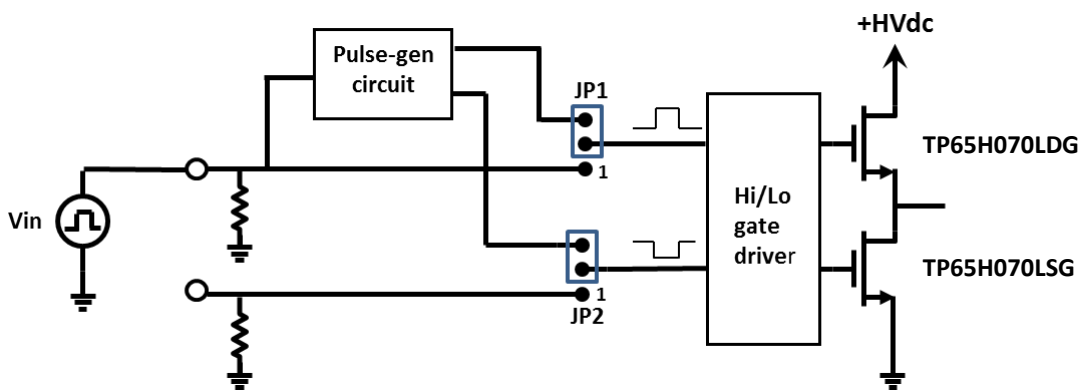 +HVdc
Pulse-gen
circuit
JP1
TP65H070LDG
1
Vin
Hi/Lo
gate
driver
TP65H070LSG
1
JP2